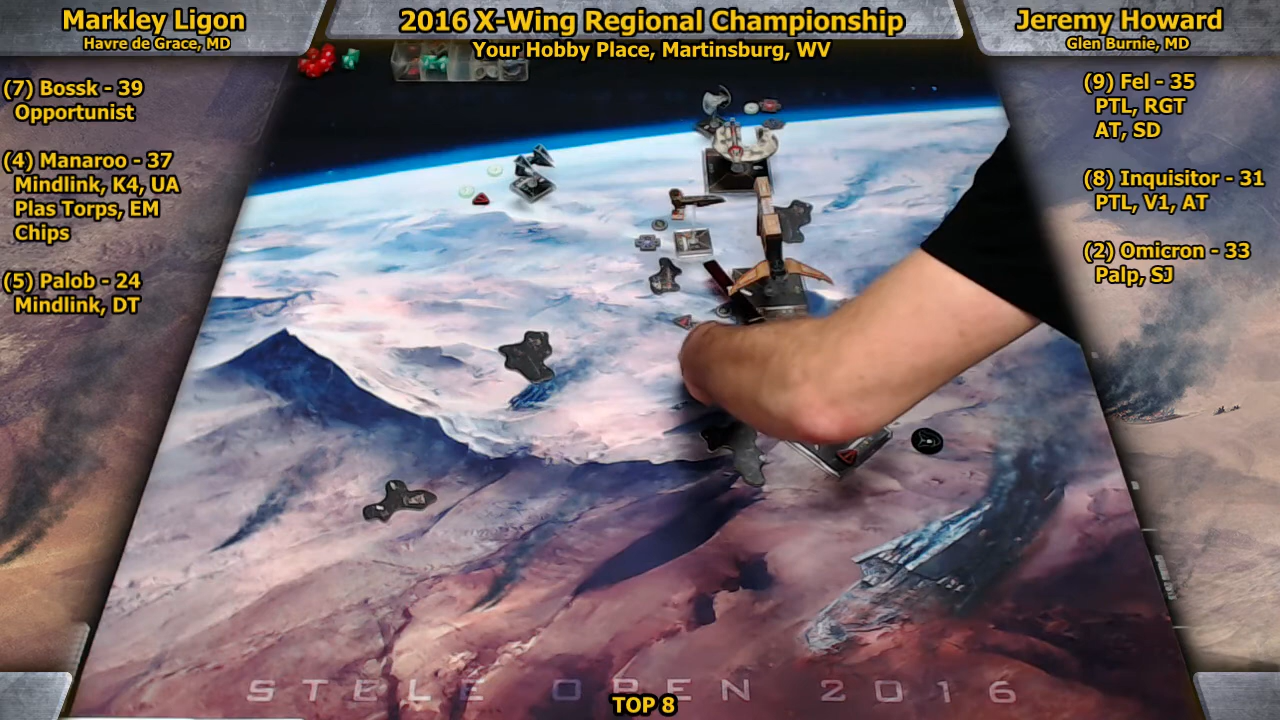 Markley Ligon
Havre de Grace, MD
2016 X-Wing Regional Championship
Your Hobby Place, Martinsburg, WV
Jeremy Howard
Glen Burnie, MD
(7) Bossk - 39
Opportunist
(4) Manaroo - 37
Mindlink, K4, UA
Plas Torps, EM
Chips
(5) Palob - 24
Mindlink, DT
(9) Fel - 35
PTL, RGT
AT, SD
(8) Inquisitor - 31
PTL, V1, AT
(2) Omicron - 33
Palp, SJ
STELE OPEN 2016
TOP 8